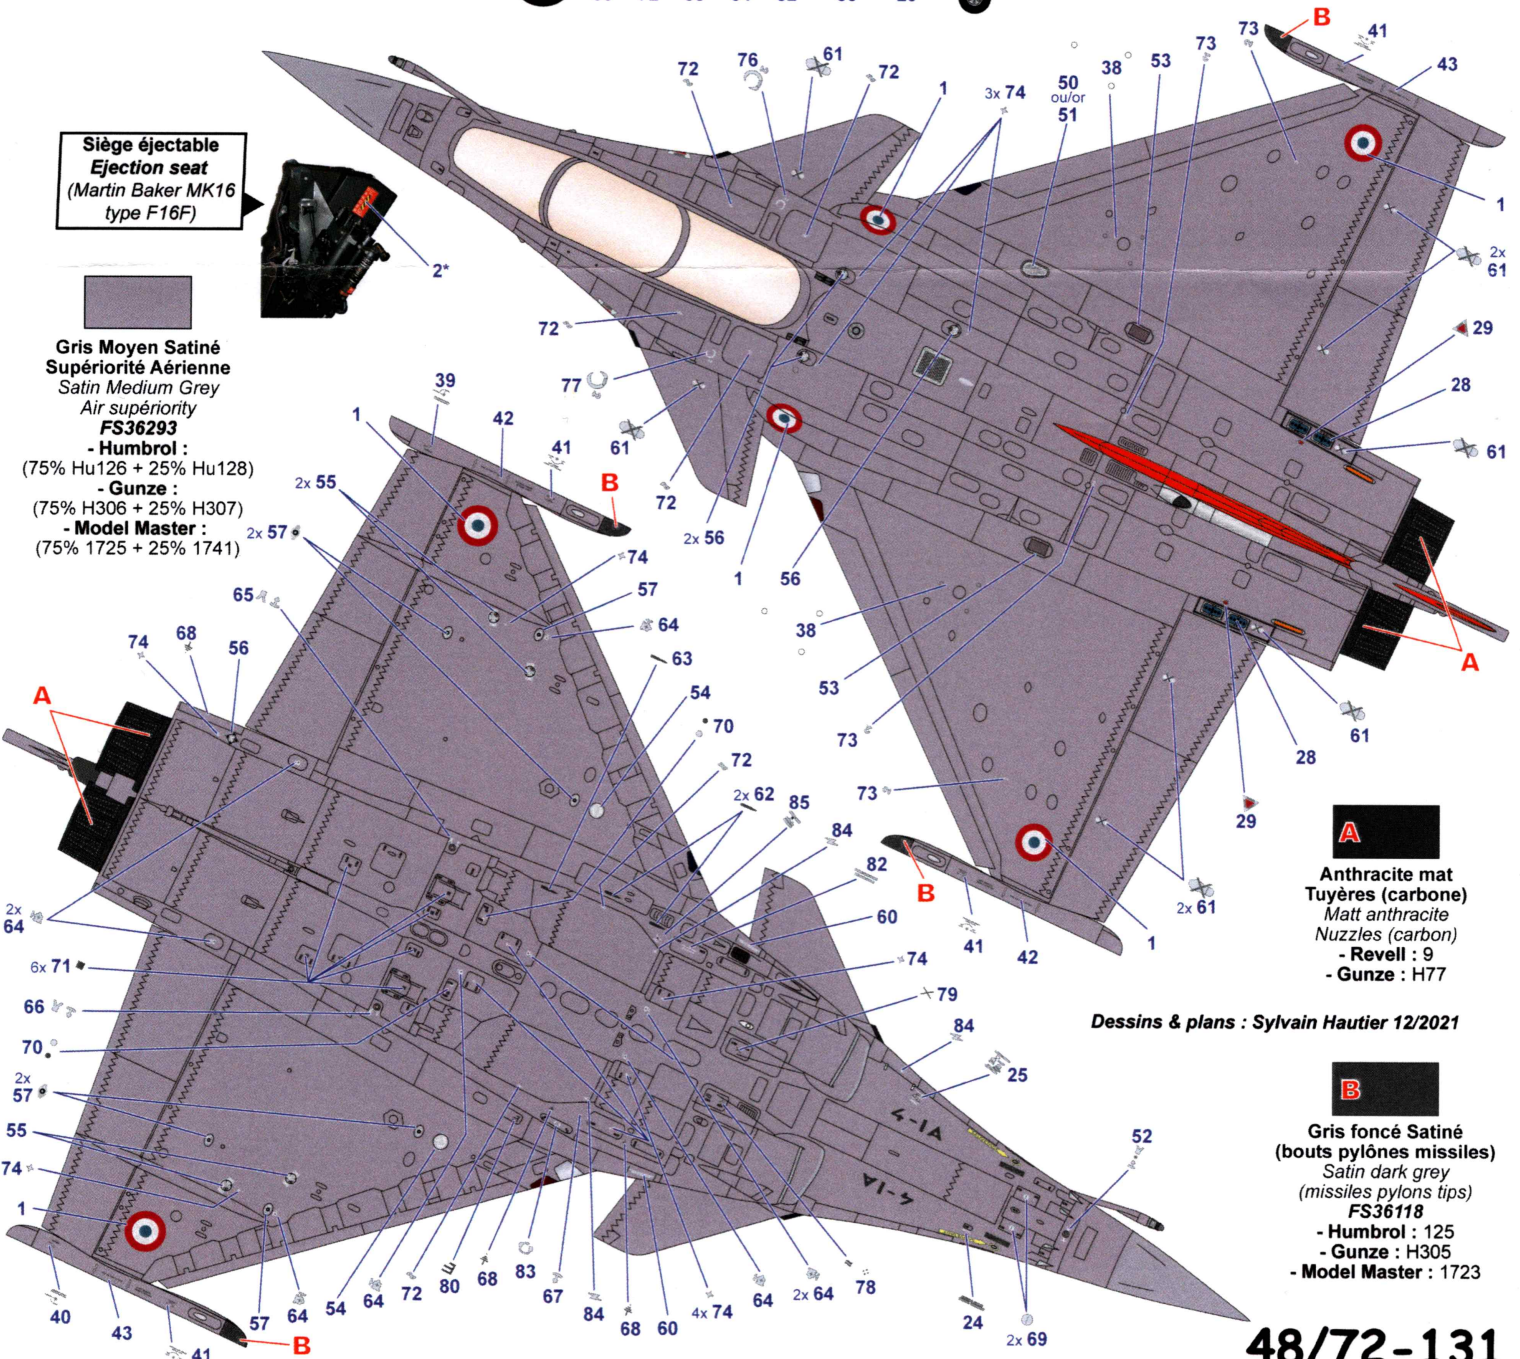 B
41
73
73
43
38
53
76
61
72
72
1
3x 74
50
ou/or
51
Siège éjectable
Ejection seat
(Martin Baker MK16
type F16F)
2*
1
2x
61
29
28
61
72
77
61
72
2x 56
1
56
38
53
73
73
A
61
28
29
2x 61
1
B
41
42
Gris Moyen Satiné
Supériorité Aérienne
Satin Medium Grey
Air supériority
FS36293
- Humbrol :
(75% Hu126 + 25% Hu128)
- Gunze :
(75% H306 + 25% H307)
- Model Master :
(75% 1725 + 25% 1741)
39
1
42
41
B
2x 55
2x 57
74
57
64
65
63
54
70
72
2x 62
85
84
82
60
74
79
84
25
52
74
68
56
A
2x
64
6x 71
66
70
2x
57
55
74
1
4-IA
4-IA
40
43
41
B
57
64
54
64
72
80
68
83
67
84
68
60
4x 74
64
2x 64
78
24
2x 69
A
Anthracite mat
Tuyères (carbone)
Matt anthracite
Nuzzles (carbon)
- Revell : 9
- Gunze : H77
Dessins & plans : Sylvain Hautier 12/2021
B
Gris foncé Satiné
(bouts pylônes missiles)
Satin dark grey
(missiles pylons tips)
FS36118
- Humbrol : 125
- Gunze : H305
- Model Master : 1723
48/72-131